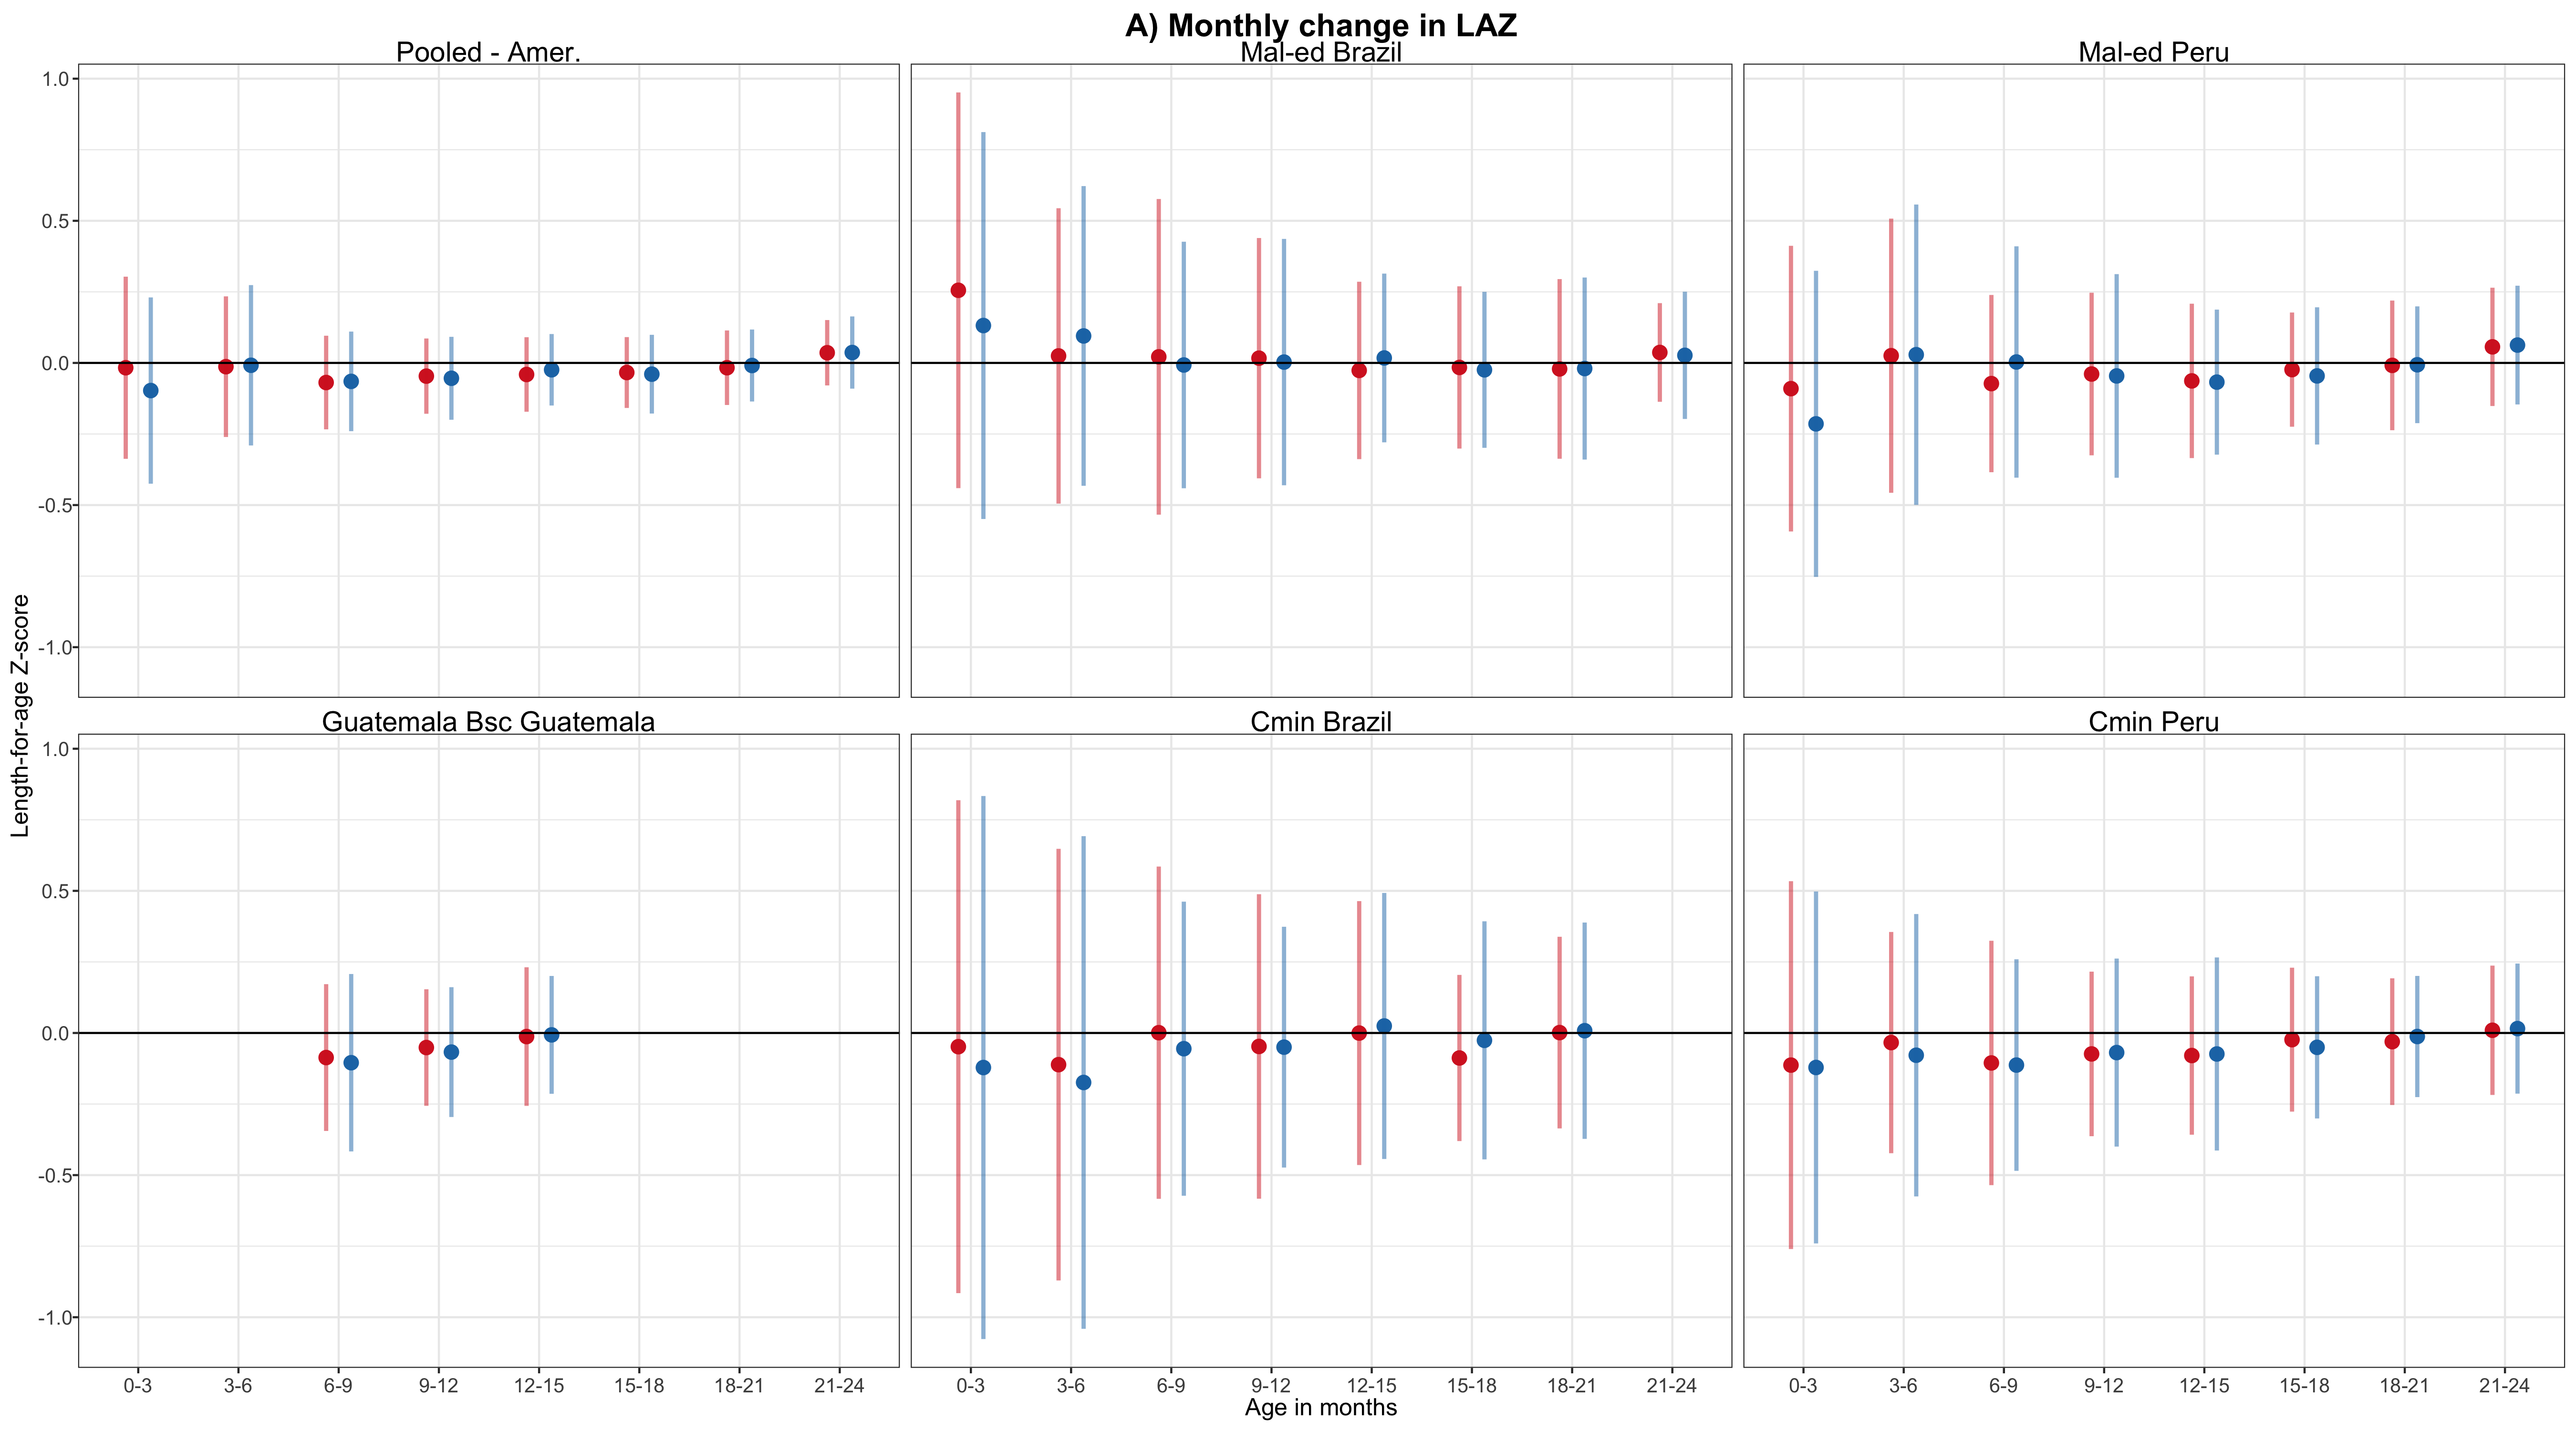 A) Monthly change in LAZ
Pooled - Amer.
Mal-ed Brazil
Mal-ed Peru
1.0
0.5
0.0
-0.5
-1.0
Length-for-age Z-score
Guatemala Bsc Guatemala
Cmin Brazil
Cmin Peru
1.0
0.5
0.0
-0.5
-1.0
0-3 3-6 6-9 9-12 12-15 15-18 18-21 21-24
0-3 3-6 6-9 9-12 12-15 15-18 18-21 21-24
0-3 3-6 6-9 9-12 12-15 15-18 18-21 21-24
Age in months